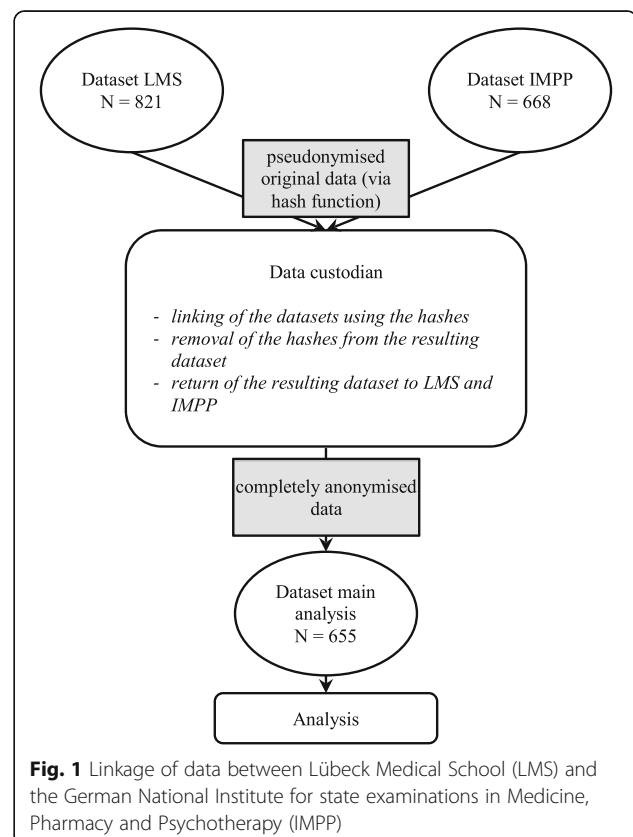 Dataset LMS
N = 821
Dataset IMPP
N = 668
pseudonymised
original data (via
hash function)
Data custodian
- linking of the datasets using the hashes
- removal of the hashes from the resulting
dataset
- return of the resulting dataset to LMS and
IMPP
completely anonymised
data
Dataset main
analysis
N = 655
Analysis
Fig. 1 Linkage of data between Lübeck Medical School (LMS) and
the German National Institute for state examinations in Medicine,
Pharmacy and Psychotherapy (IMPP)